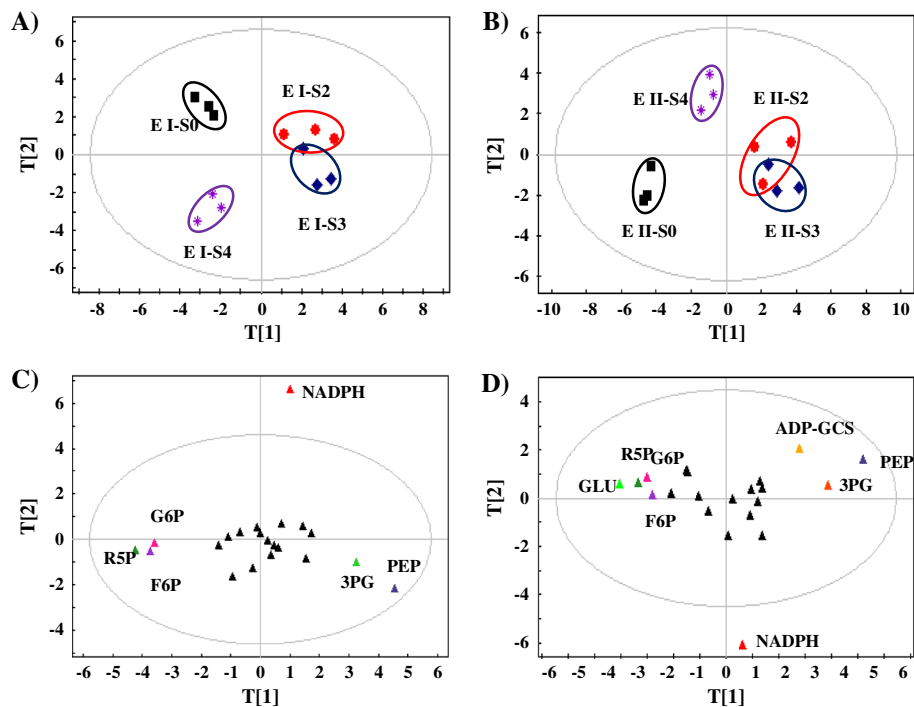 A)
6
4
2
0
-2
-4
-6
T[2]
E I-S0
E I-S2
E I-S3
E I-S4
-8 -6 -4 -2 0 2 4 6 8
T[1]
B)
6
4
2
0
-2
-4
-6
T[2]
E II-S4
E II-S2
E II-S0
E II-S3
-10 -8 -6 -4 -2 0 2 4 6 8 10
T[1]
C)
6
4
2
0
-2
-4
T[2]
NADPH
G6P
R5P
F6P
3PG
PEP
-6 -5 -4 -3 -2 -1 0 1 2 3 4 5 6
T[1]
D)
4
2
0
-2
-4
-6
T[2]
ADP-GCS
R5P
G6P
PEP
GLU
3PG
F6P
NADPH
-6 -5 -4 -3 -2 -1 0 1 2 3 4 5 6
T[1]